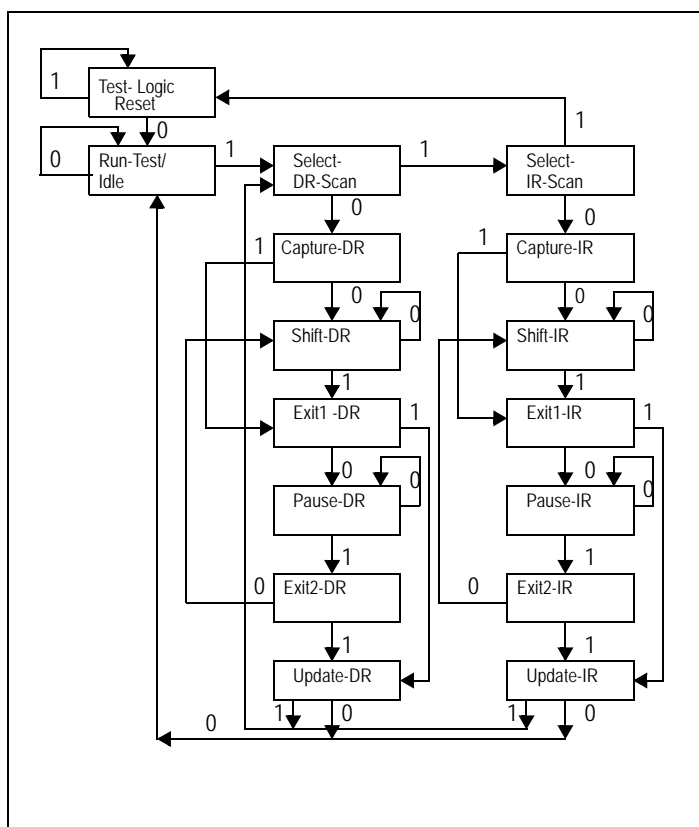 1
Test- Logic
Reset
0
1
0
Run-Test/
Idle
1
Select-
DR-Scan
1
Select-
IR-Scan
0
0
1
Capture-DR
1
Capture-IR
0
0
Shift-DR
0
Shift-IR
0
1
1
Exit1 -DR
1
Exit1-IR
1
0
0
Pause-DR
0
Pause-IR
0
1
1
0
Exit2-DR
0
Exit2-IR
1
1
Update-DR
Update-IR
1
0
1
0
0